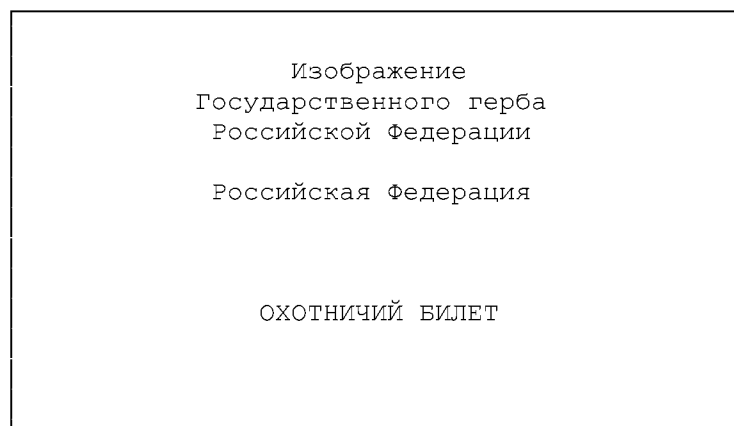 Изображение
Государственного герба
Российской Федерации
Российская Федерация
ОХОТНИЧИЙ БИЛЕТ